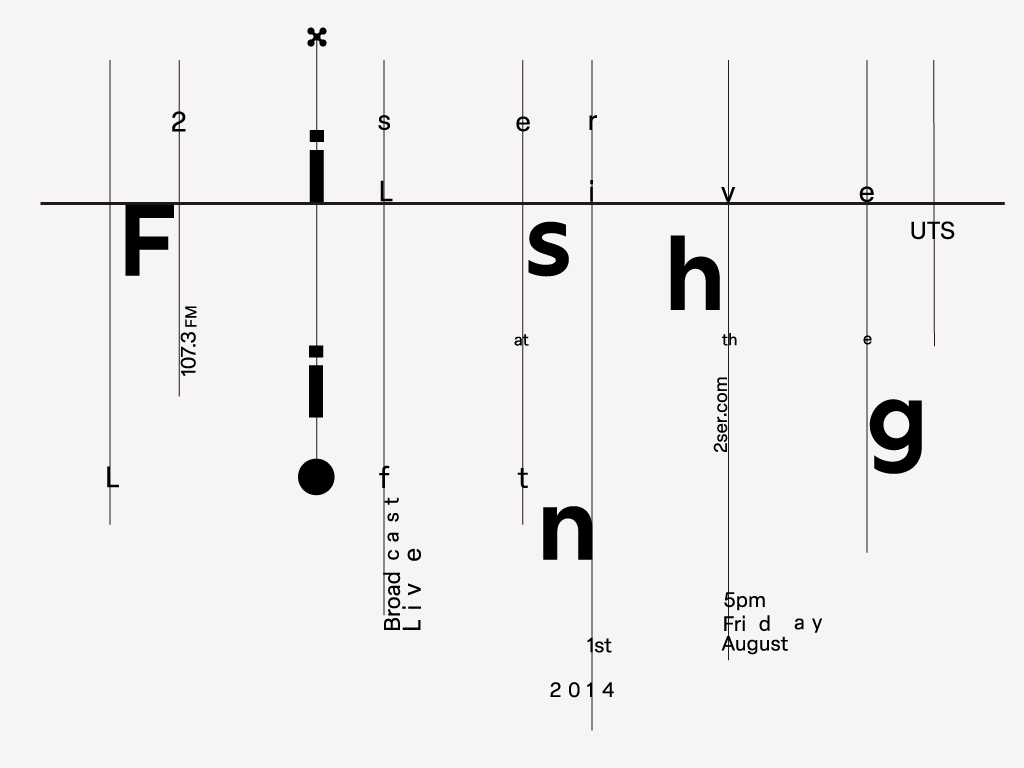 2 s e r
L i v e
F i s h i n g
UTS
107.3 FM
at th e
2ser.com
L f t
Broad c a s t
L i v e
5pm
Fri d a y
1st August
2 0 1 4